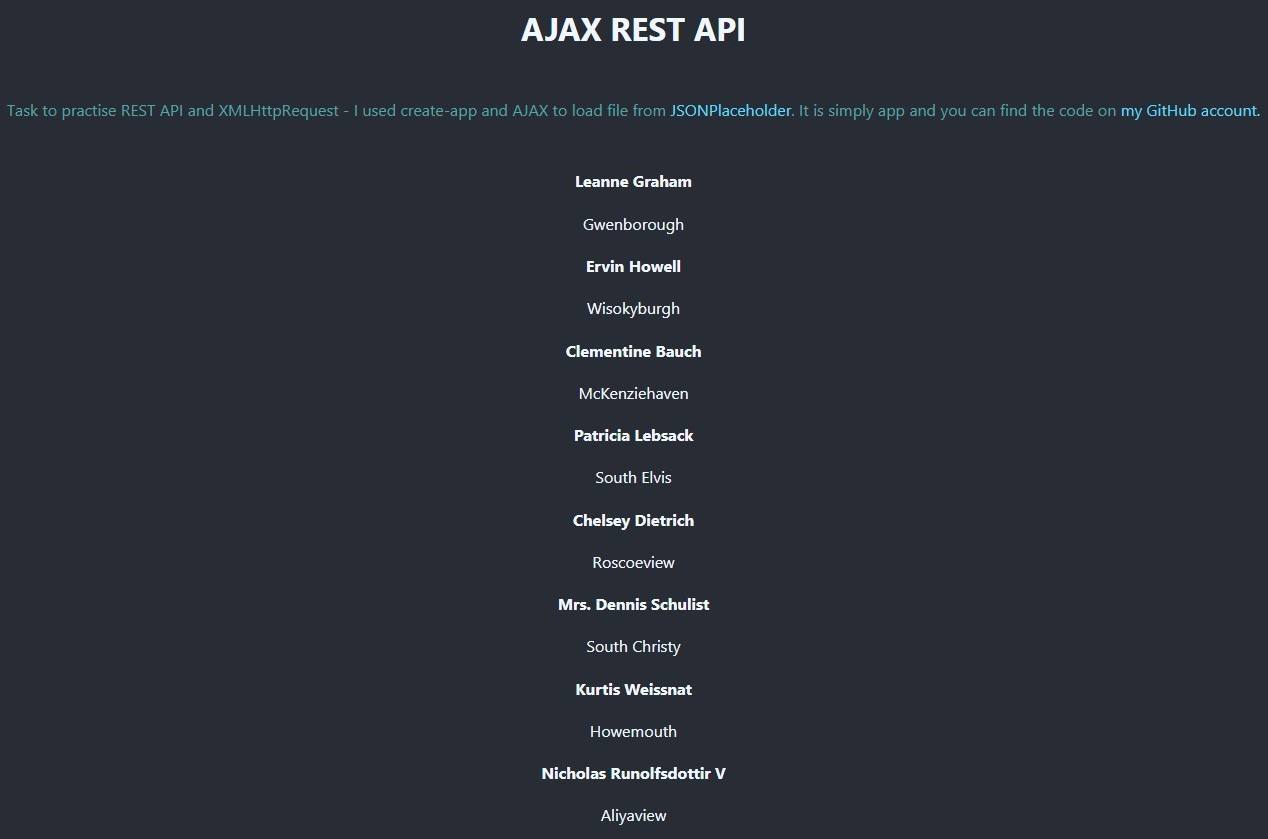 AJAX REST API
Task to practise REST API and XMLHttpRequest - I used create-app and AJAX to load file from JSONPlaceholder. It is simply app and you can find the code on my GitHub account.
Leanne Graham
Gwenborough
Ervin Howell
Wisokyburgh
Clementine Bauch
McKenziehaven
Patricia Lebsack
South Elvis
Chelsey Dietrich
Roscoeview
Mrs. Dennis Schulist
South Christy
Kurtis Weissnat
Howemouth
Nicholas Runolfsdottir V
Aliyaview